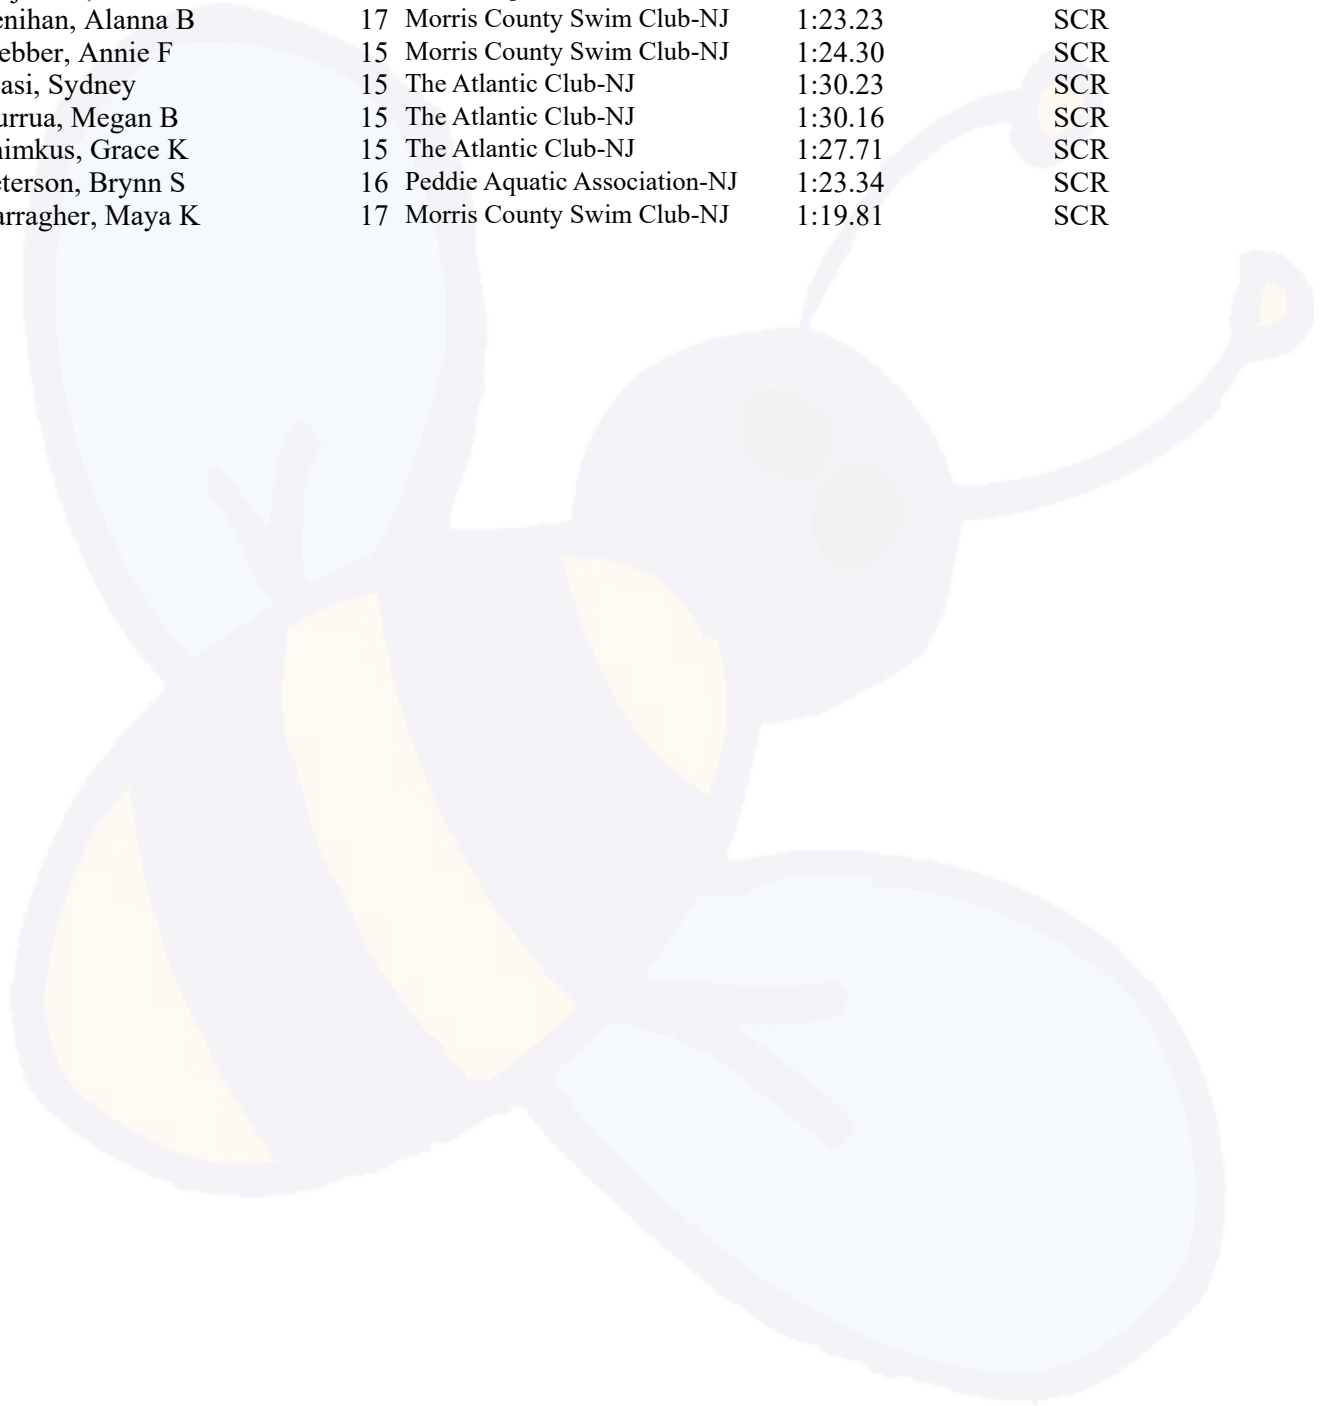 enihan, Alanna B 17 Morris County Swim Club-NJ 1:23.23 SCR
ebber, Annie F 15 Morris County Swim Club-NJ 1:24.30 SCR
asi, Sydney 15 The Atlantic Club-NJ 1:30.23 SCR
urrua, Megan B 15 The Atlantic Club-NJ 1:30.16 SCR
himkus, Grace K 15 The Atlantic Club-NJ 1:27.71 SCR
eterson, Brynn S 16 Peddie Aquatic Association-NJ 1:23.34 SCR
arragher, Maya K 17 Morris County Swim Club-NJ 1:19.81 SCR